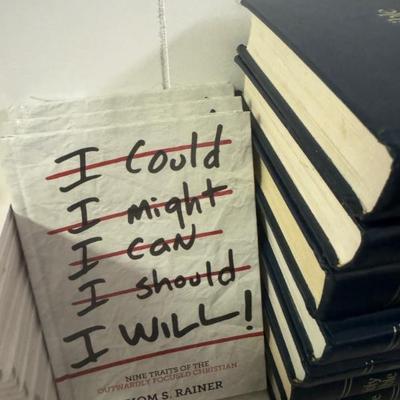 I Could
I might
I can
I should
I WILL!
NINE TRAITS OF THE
OUTWARDLY FOCUSED CHRISTIAN
THOM S. RAINER